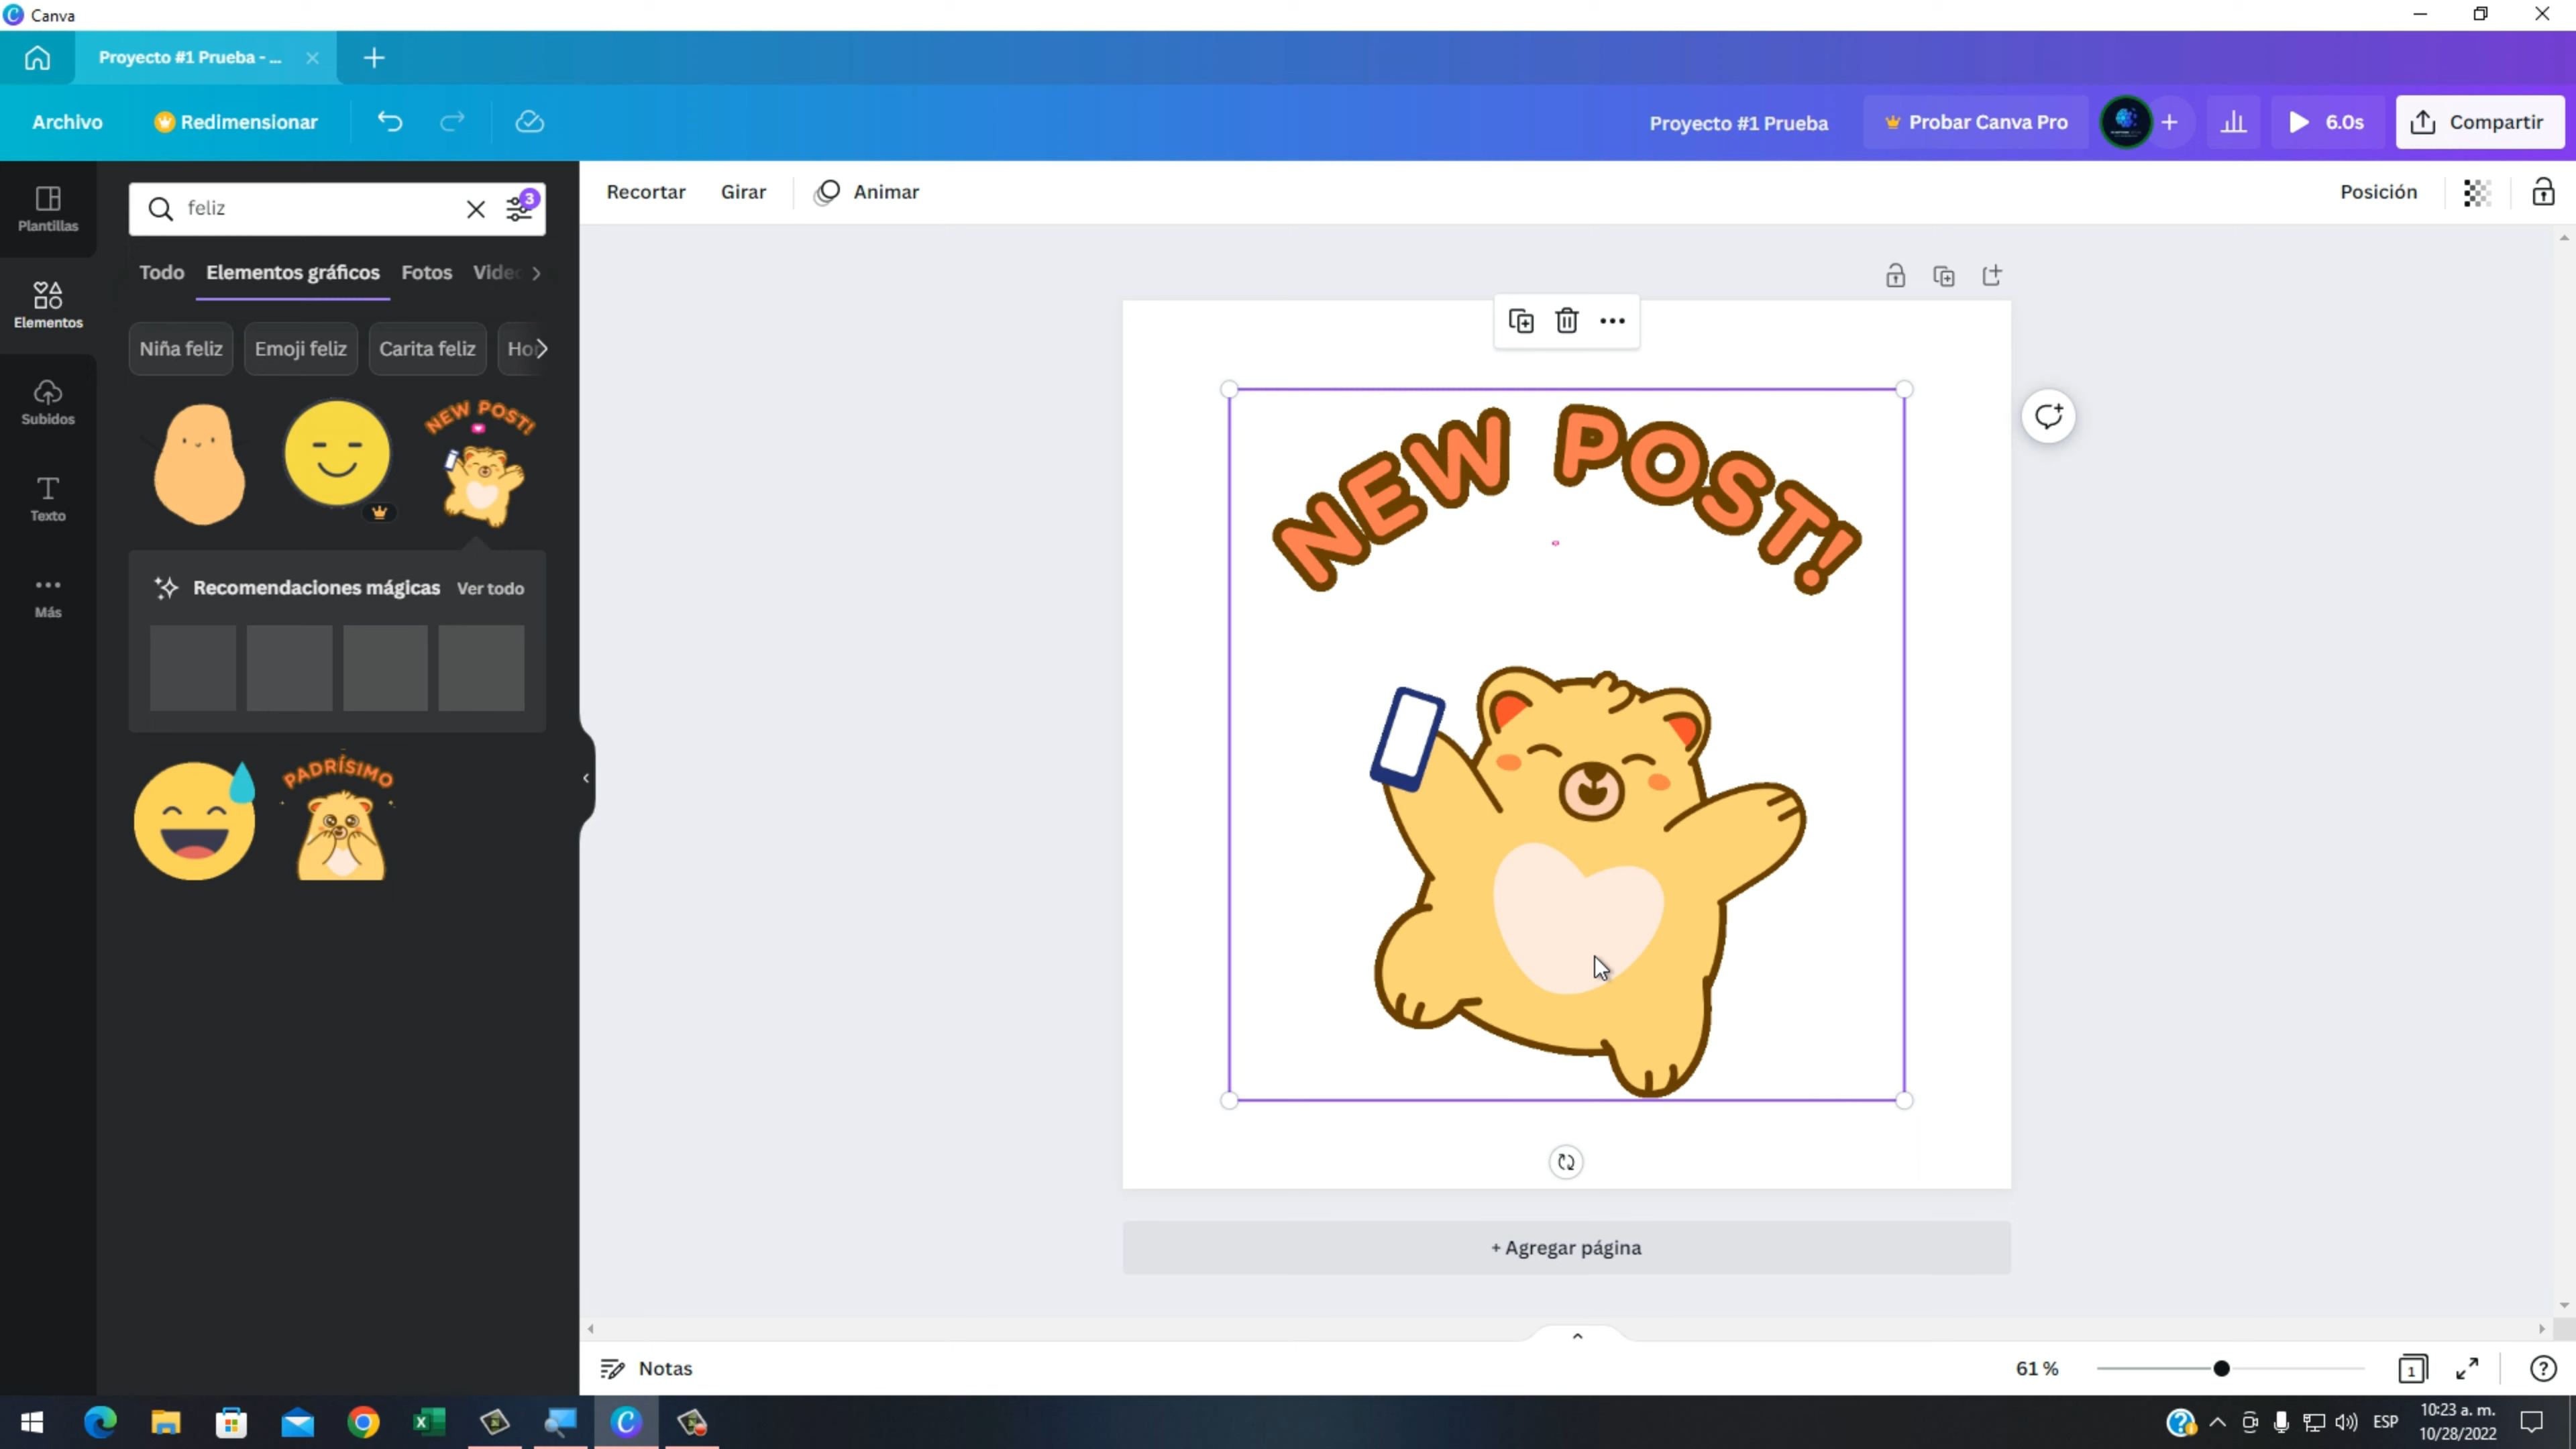 Canva
Proyecto #1 Prueba - ...
Archivo
Redimensionar
Proyecto #1 Prueba
Probar Canva Pro
6.0s
Compartir
Plantillas
Elementos
Subidos
Texto
Más
feliz
3
Todo
Elementos gráficos
Fotos
Niña feliz
Emoji feliz
Carita feliz
NEW POST!
Recomendaciones mágicas
Ver todo
PADRÍSIMO
Recortar
Girar
Animar
Posición
NEW POST!
+ Agregar página
Notas
61 %
1
ESP
10:23 a. m.
10/28/2022